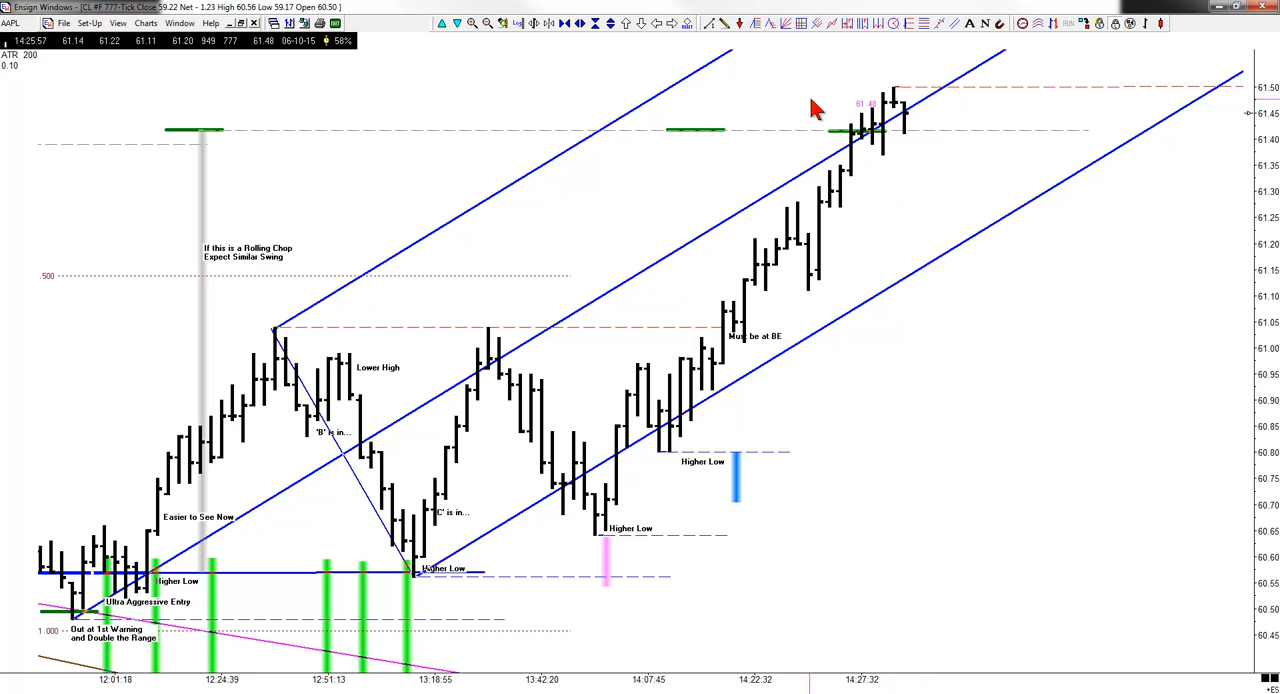 Ensign Windows - [CL #F 777-Tick Close 59.22 Net - 1.23 High 60.56 Low 59.17 Open 60.50]
AAPL File Set-Up View Charts Window Help
14:25:57 61.14 61.22 61.11 61.20 949 777 61.48 06-10-15 58%
ATR 200
0.10
61.48
If this is a Rolling Chop
Expect Similar Swing
.500
Must be at BE
Lower High
'B' is in...
Higher Low
Easier to See Now
'C' is in...
Higher Low
Higher Low
Higher Low
Ultra Aggressive Entry
Out at 1st Warning
and Double the Range
1.000
61.50
61.45
61.40
61.35
61.30
61.25
61.20
61.15
61.10
61.05
61.00
60.95
60.90
60.85
60.80
60.75
60.70
60.65
60.60
60.55
60.50
60.45
12:01:18 12:24:39 12:51:13 13:18:55 13:42:20 14:07:45 14:22:32 14:27:32